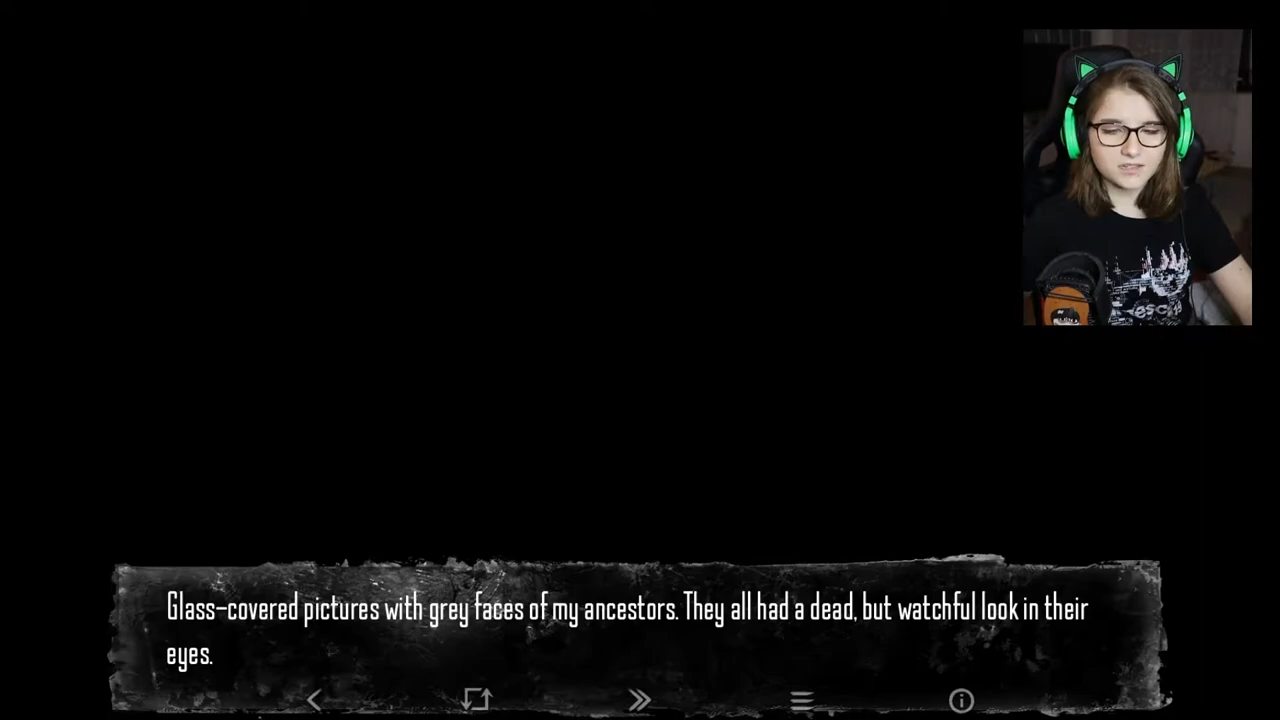 Glass-covered pictures with grey faces of my ancestors. They all had a dead, but watchful look in their
eyes.